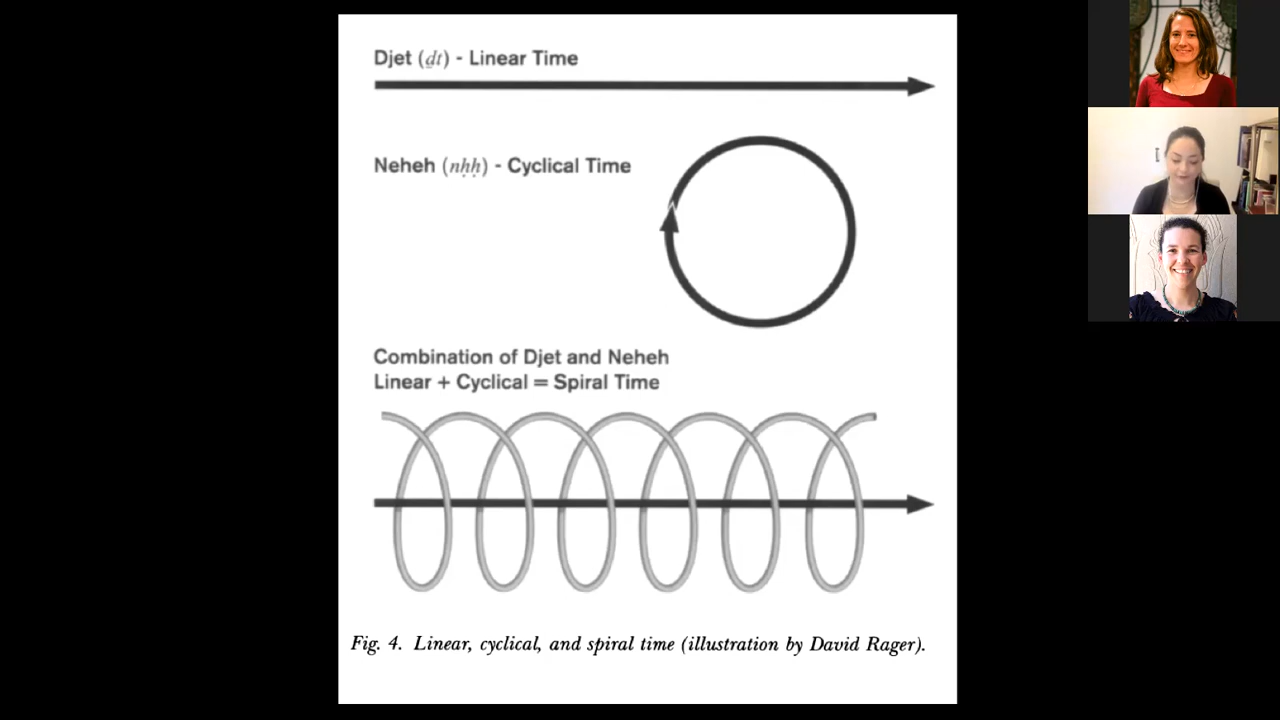 Djet (ḏt) - Linear Time
Neheh (nḥḥ) - Cyclical Time
Combination of Djet and Neheh
Linear + Cyclical = Spiral Time
Fig. 4. Linear, cyclical, and spiral time (illustration by David Rager).